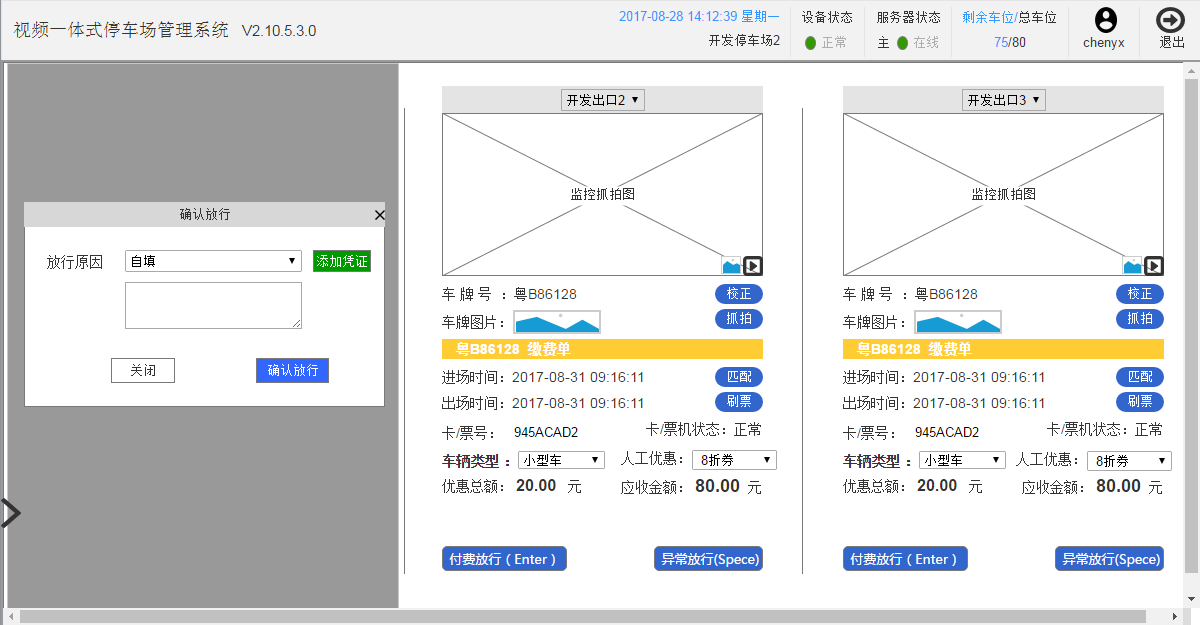 视频一体式停车场管理系统 V2.10.5.3.0
2017-08-28 14:12:39 星期一
开发停车场2
设备状态
正常
服务器状态
主 在线
剩余车位/总车位
75/80
chenyx
退出
确认放行
放行原因 自填 添加凭证
关闭 确认放行
开发出口2
监控抓拍图
车 牌 号 : 粤B86128 校正
车牌图片: 抓拍
粤B86128 缴费单
进场时间: 2017-08-31 09:16:11 匹配
出场时间: 2017-08-31 09:16:11 刷票
卡/票号: 945ACAD2 卡/票机状态: 正常
车辆类型 : 小型车 人工优惠: 8折券
优惠总额: 20.00 元 应收金额: 80.00 元
付费放行 ( Enter ) 异常放行(Spece)
开发出口3
监控抓拍图
车 牌 号 : 粤B86128 校正
车牌图片: 抓拍
粤B86128 缴费单
进场时间: 2017-08-31 09:16:11 匹配
出场时间: 2017-08-31 09:16:11 刷票
卡/票号: 945ACAD2 卡/票机状态: 正常
车辆类型 : 小型车 人工优惠: 8折券
优惠总额: 20.00 元 应收金额: 80.00 元
付费放行 ( Enter ) 异常放行(Spece)